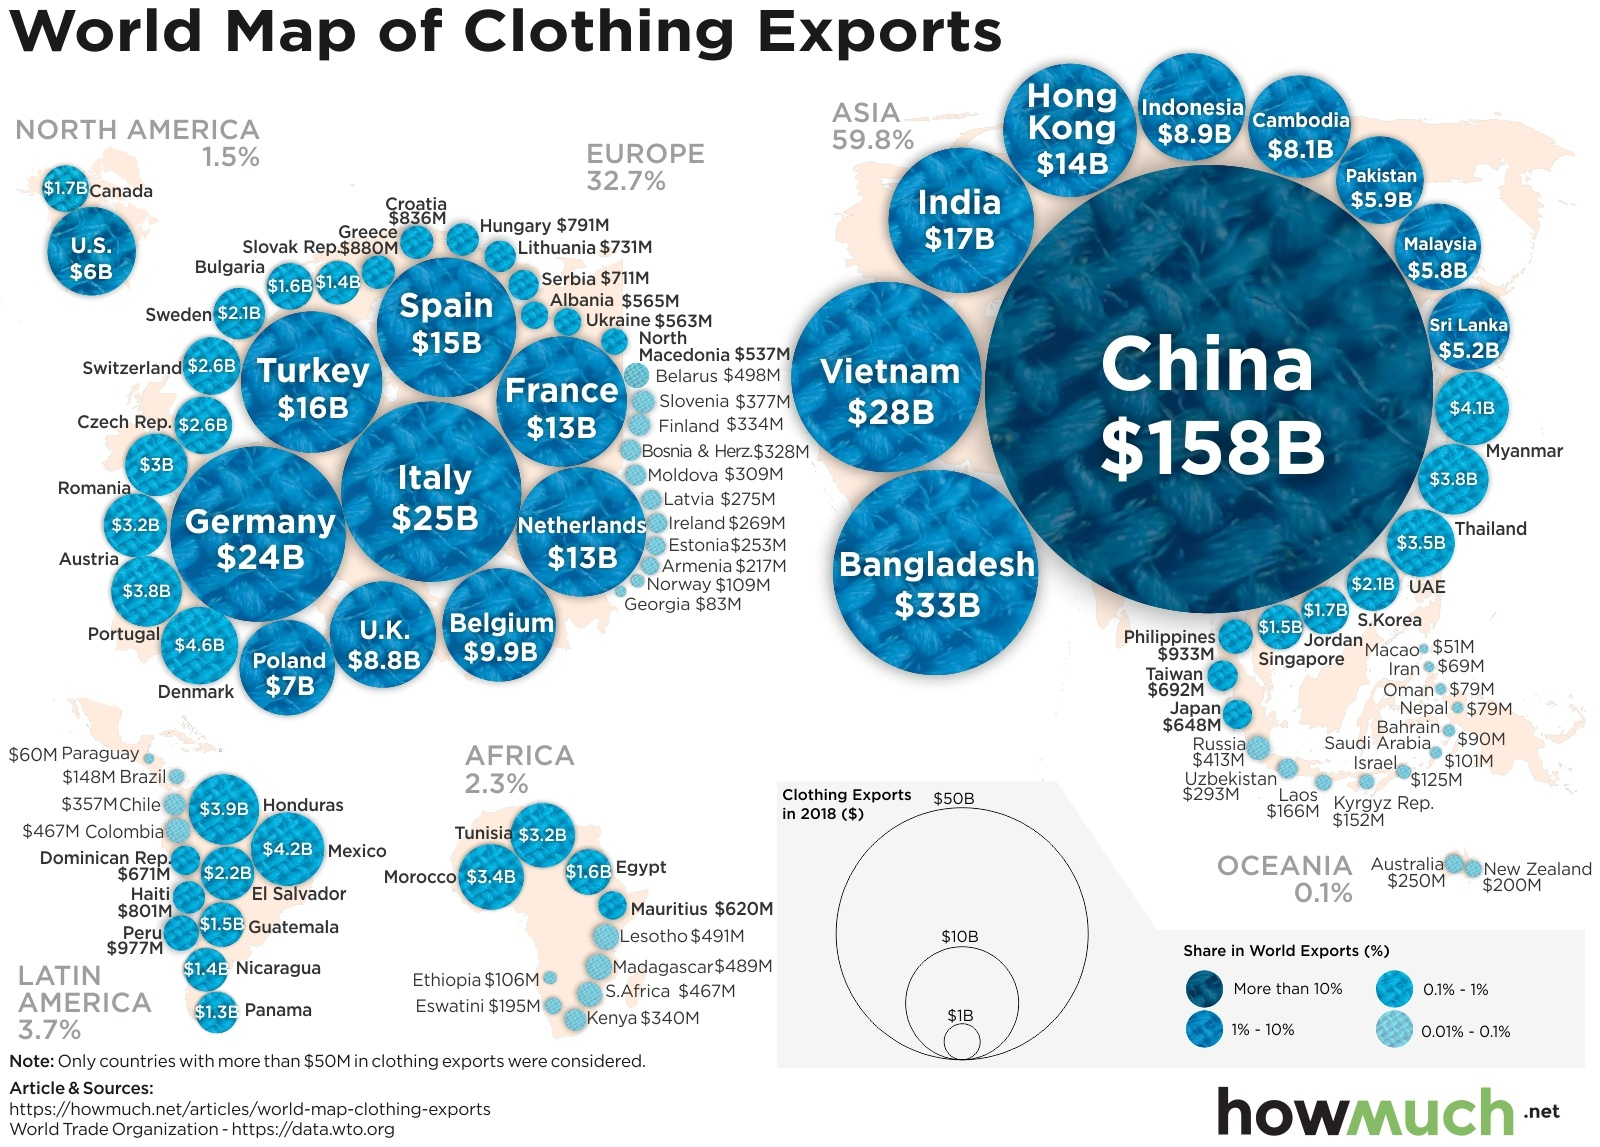 World Map of Clothing Exports
NORTH AMERICA
1.5%
$1.7B Canada
U.S.
$6B
EUROPE
32.7%
Croatia
$836M
Hungary $791M
Greece
$880M
Lithuania $731M
Slovak Rep.
$1.4B
Bulgaria
$1.6B
Serbia $711M
Albania $565M
Ukraine $563M
North
Macedonia $537M
Sweden $2.1B
Spain
$15B
Turkey
$16B
France
$13B
Switzerland $2.6B
Belarus $498M
Slovenia $377M
Finland $334M
Czech Rep. $2.6B
Bosnia & Herz. $328M
$3B
Romania
Moldova $309M
Latvia $275M
Italy
$25B
Germany
$24B
Netherlands
$13B
$3.2B
Austria
Ireland $269M
Estonia $253M
Armenia $217M
Norway $109M
Georgia $83M
$3.8B
Portugal
$4.6B
Denmark
Poland
$7B
U.K.
$8.8B
Belgium
$9.9B
ASIA
59.8%
Hong
Kong
$14B
Indonesia
$8.9B
Cambodia
$8.1B
Pakistan
$5.9B
India
$17B
Malaysia
$5.8B
Sri Lanka
$5.2B
China
$158B
Vietnam
$28B
$4.1B
Myanmar
$3.8B
Thailand
Bangladesh
$33B
$3.5B
UAE
$2.1B
S.Korea
$1.7B
Jordan
$1.5B
Singapore
Philippines
$933M
Taiwan
$692M
Japan
$648M
Russia
$413M
Uzbekistan
$293M
Laos
$166M
Kyrgyz Rep.
$152M
Israel
$125M
Saudi Arabia
$101M
Bahrain
$90M
Nepal $79M
Oman $79M
Iran $69M
Macao $51M
$60M Paraguay
$148M Brazil
$357M Chile
$467M Colombia
$3.9B Honduras
$4.2B Mexico
Dominican Rep.
$671M
$2.2B
El Salvador
Haiti
$801M
$1.5B Guatemala
Peru
$977M
$1.4B Nicaragua
$1.3B Panama
LATIN
AMERICA
3.7%
AFRICA
2.3%
Tunisia $3.2B
Morocco $3.4B
$1.6B Egypt
Mauritius $620M
Lesotho $491M
Madagascar $489M
S.Africa $467M
Kenya $340M
Ethiopia $106M
Eswatini $195M
OCEANIA
0.1%
Australia
$250M
New Zealand
$200M
Clothing Exports
in 2018 ($)
$50B
$10B
$1B
Share in World Exports (%)
More than 10%
0.1% - 1%
1% - 10%
0.01% - 0.1%
Note: Only countries with more than $50M in clothing exports were considered.
Article & Sources:
https://howmuch.net/articles/world-map-clothing-exports
World Trade Organization - https://data.wto.org
howmuch.net